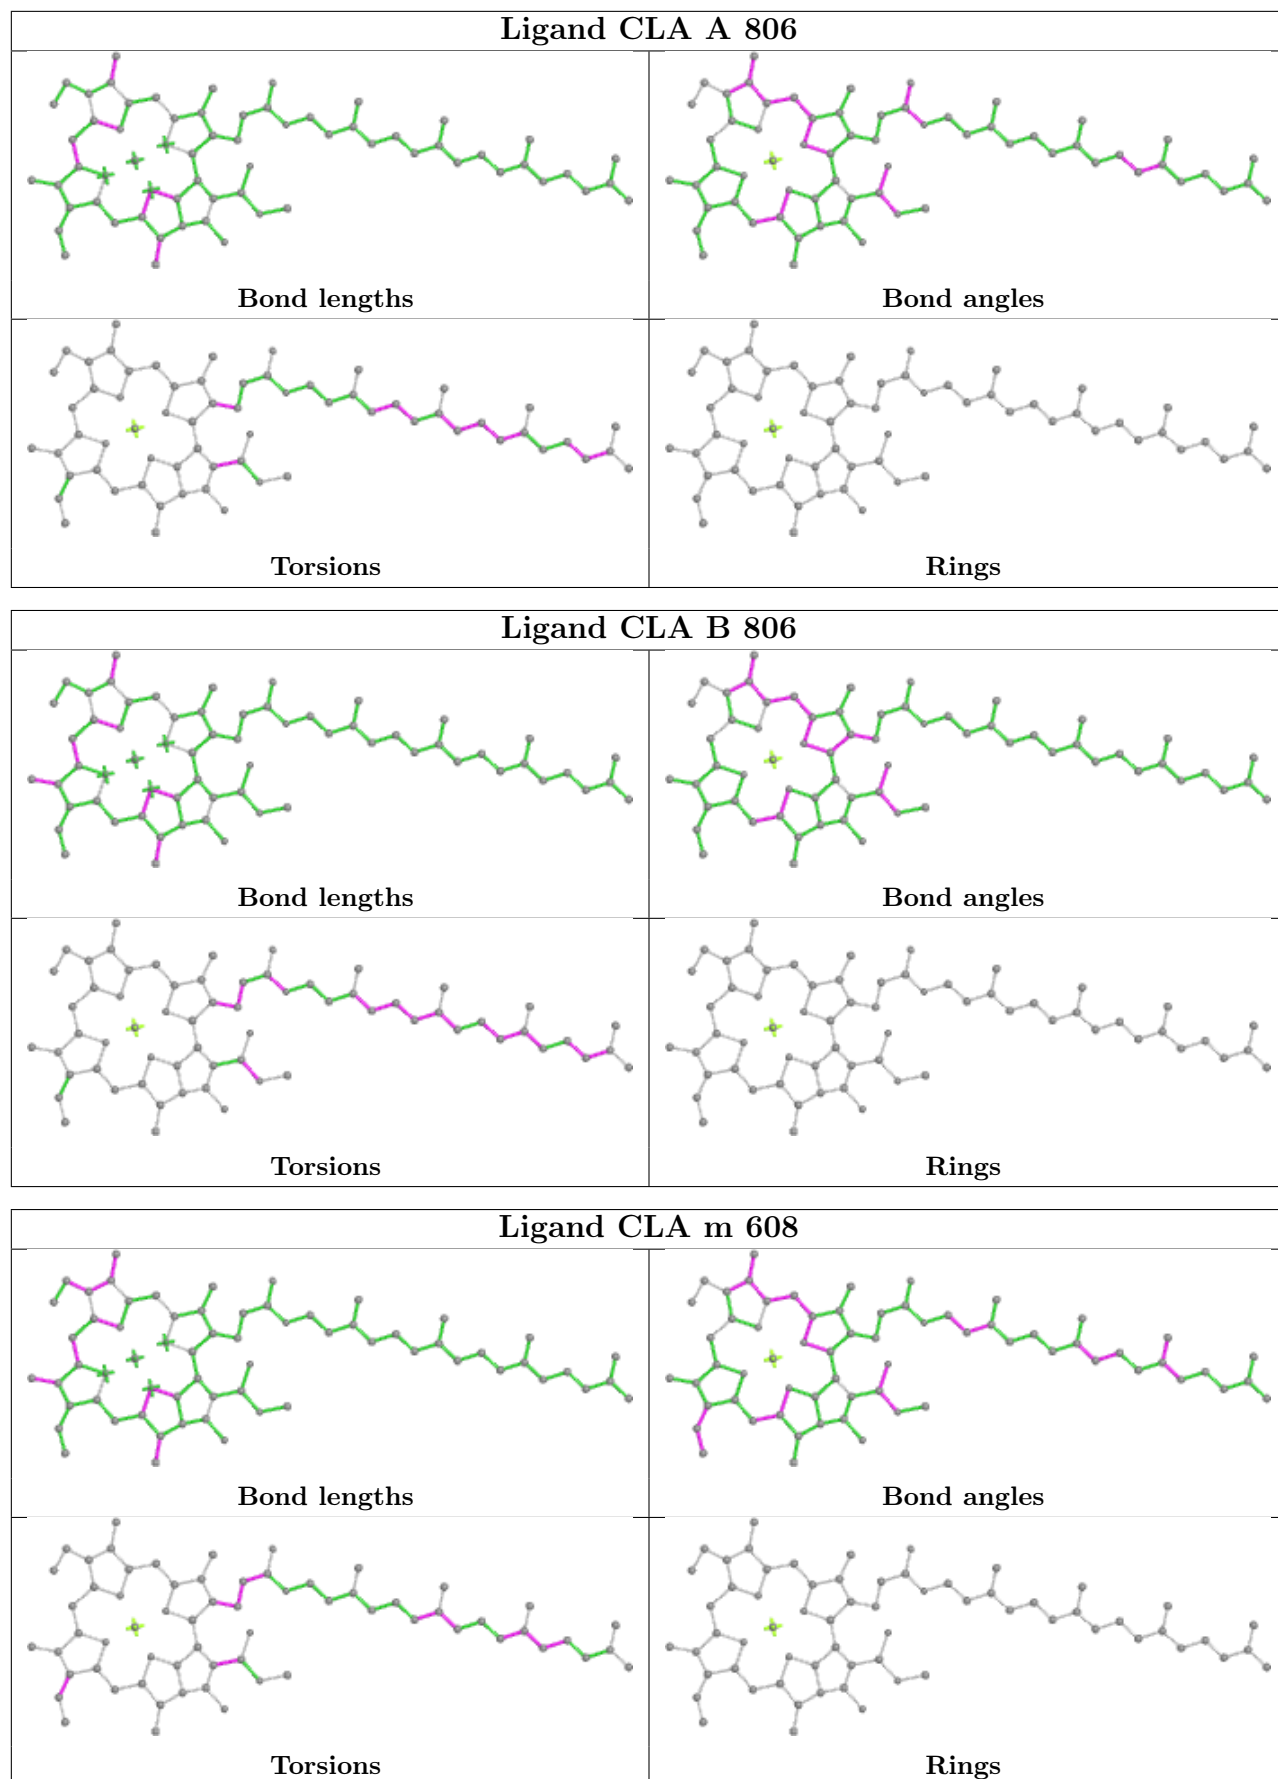 Ligand CLA A 806
Bond lengths
Bond angles
Torsions
Rings
Ligand CLA B 806
Bond lengths
Bond angles
Torsions
Rings
Ligand CLA m 608
Bond lengths
Bond angles
Torsions
Rings